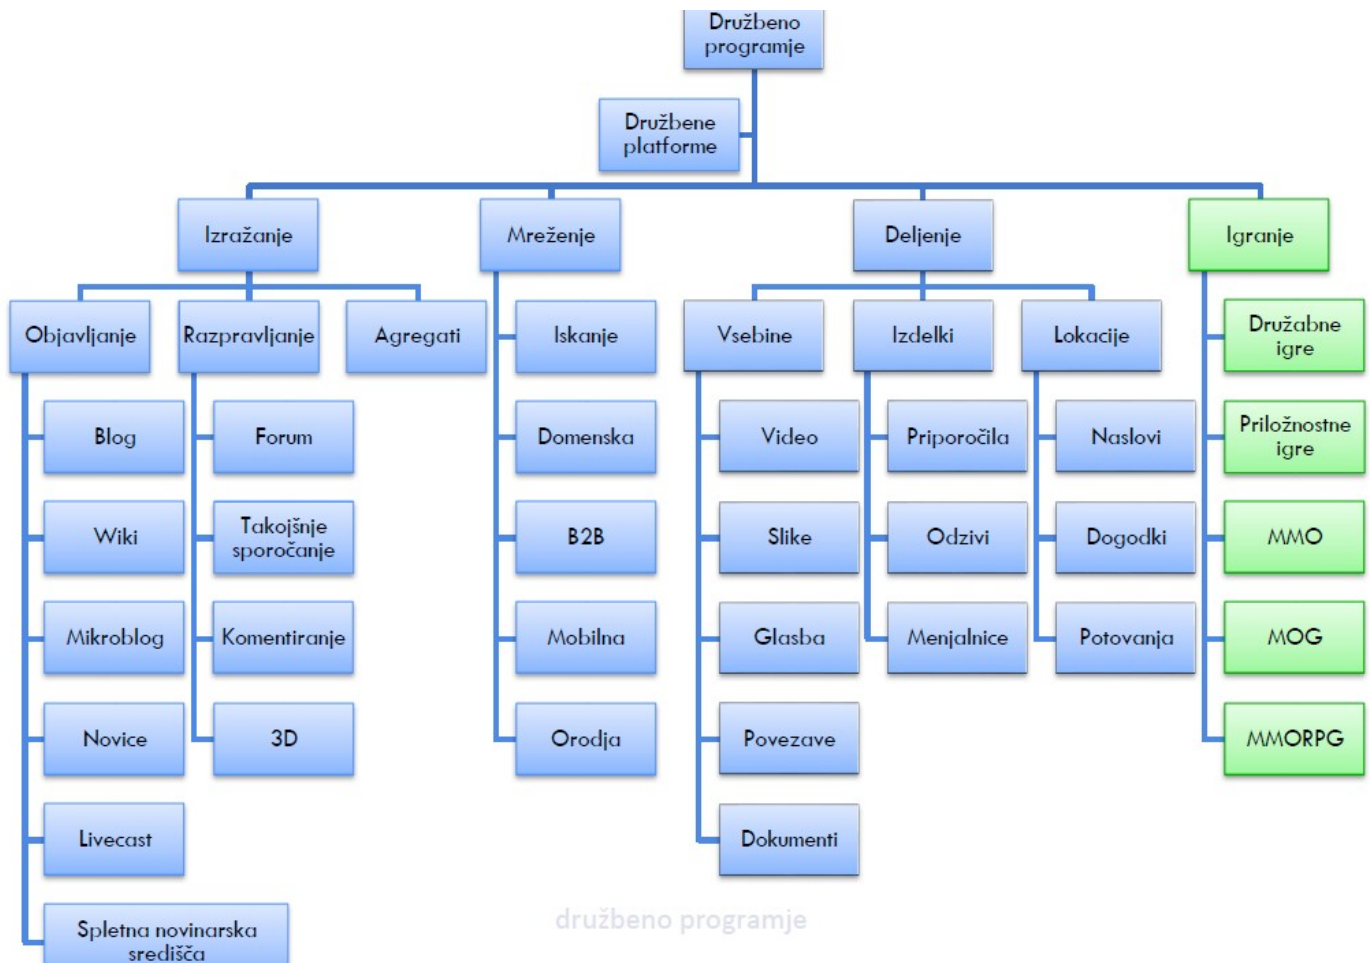 Družbeno
programje
Družbene
platforme
Izražanje
Mreženje
Deljenje
Igranje
Objavljanje
Razpravljanje
Agregati
Iskanje
Vsebine
Izdelki
Lokacije
Družabne
igre
Blog
Forum
Domenska
Video
Priporočila
Naslovi
Priložnostne
igre
Wiki
Takojšnje
sporočanje
B2B
Slike
Odzivi
Dogodki
MMO
Mikroblog
Komentiranje
Mobilna
Glasba
Menjalnice
Potovanja
MOG
Novice
3D
Orodja
Povezave
MMORPG
Livecast
Dokumenti
Spletna novinarska
središča
družbeno programje